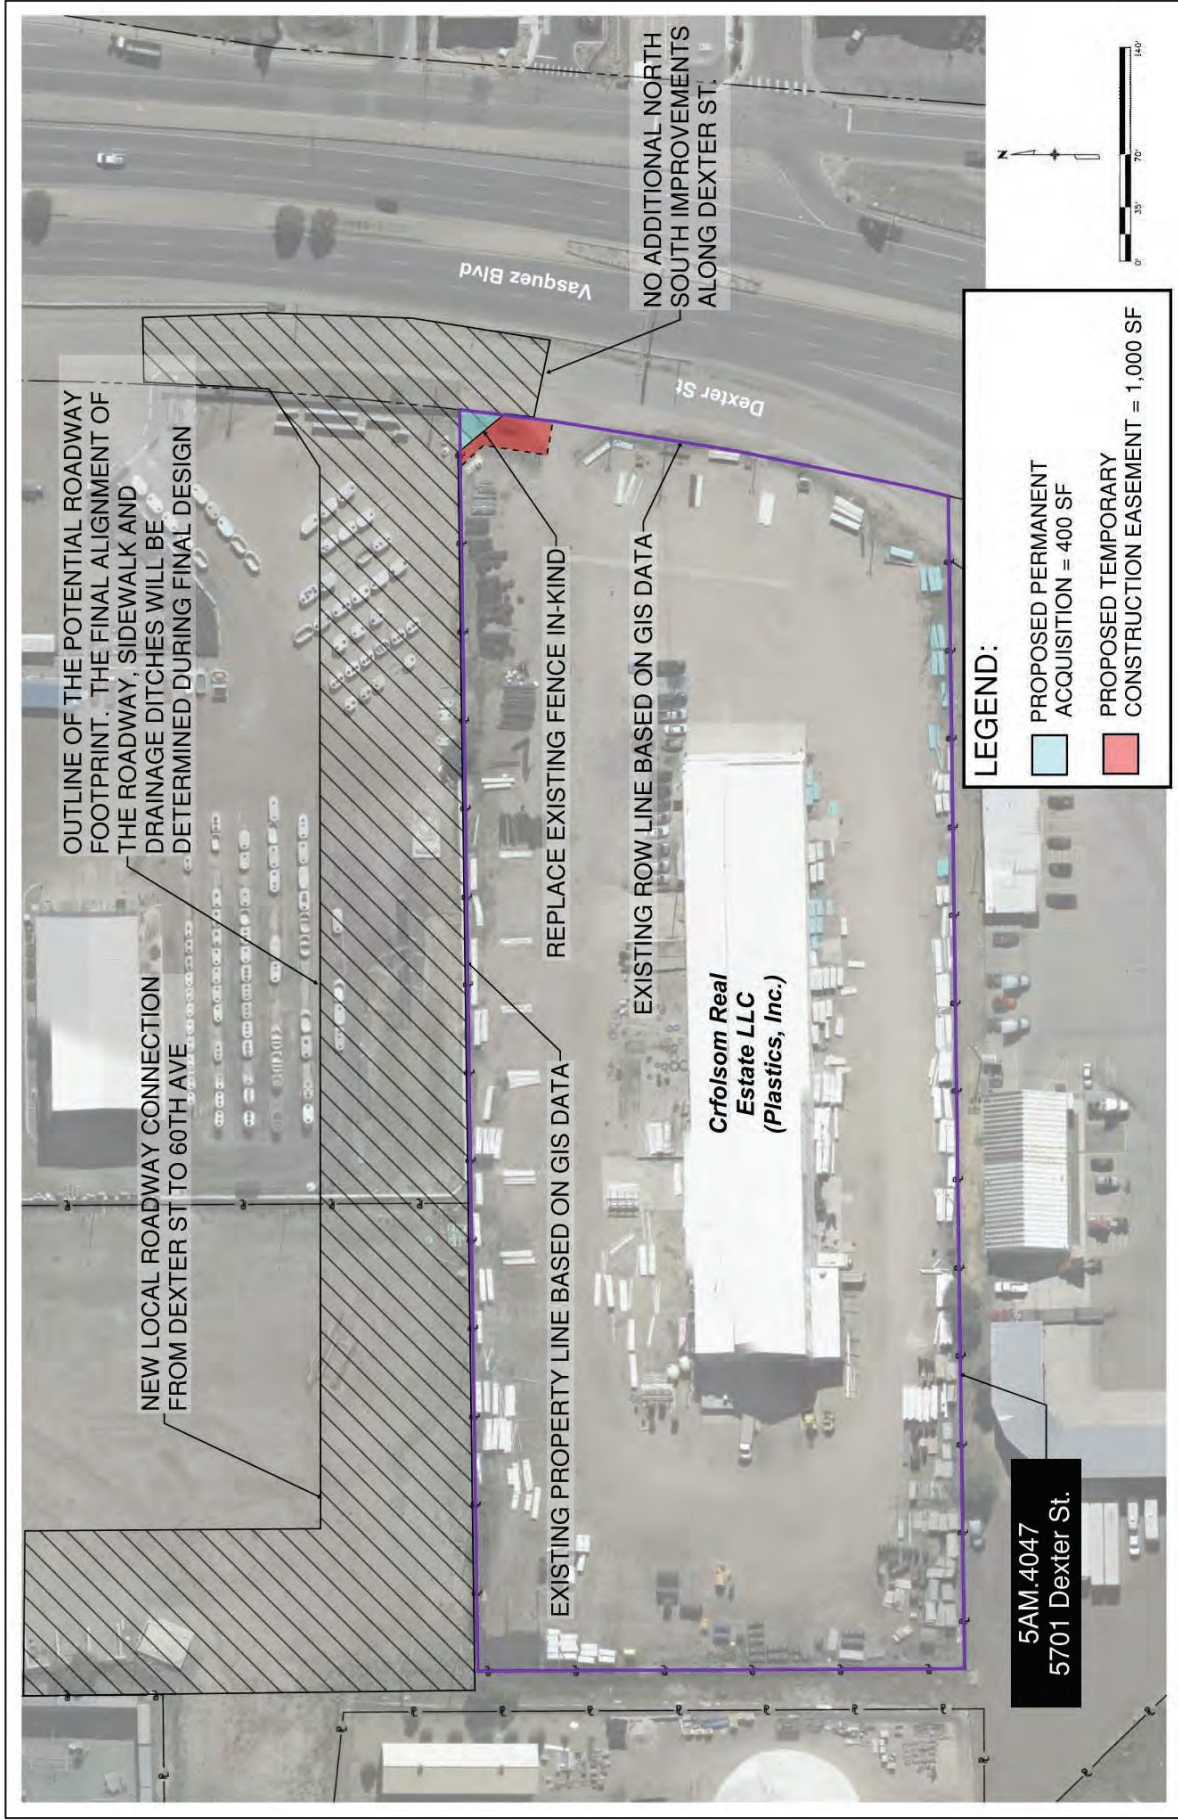 OUTLINE OF THE POTENTIAL ROADWAY
FOOTPRINT. THE FINAL ALIGNMENT OF
THE ROADWAY, SIDEWALK AND
DRAINAGE DITCHES WILL BE
DETERMINED DURING FINAL DESIGN
NEW LOCAL ROADWAY CONNECTION
FROM DEXTER ST TO 60TH AVE
NO ADDITIONAL NORTH
SOUTH IMPROVEMENTS
ALONG DEXTER ST.
Vasquez Blvd
Dexter St
REPLACE EXISTING FENCE IN-KIND
EXISTING ROW LINE BASED ON GIS DATA
EXISTING PROPERTY LINE BASED ON GIS DATA
Crfolsom Real
Estate LLC
(Plastics, Inc.)
5AM.4047
5701 Dexter St.
LEGEND:
PROPOSED PERMANENT
ACQUISITION = 400 SF
PROPOSED TEMPORARY
CONSTRUCTION EASEMENT = 1,000 SF
N
0' 35' 70' 140'